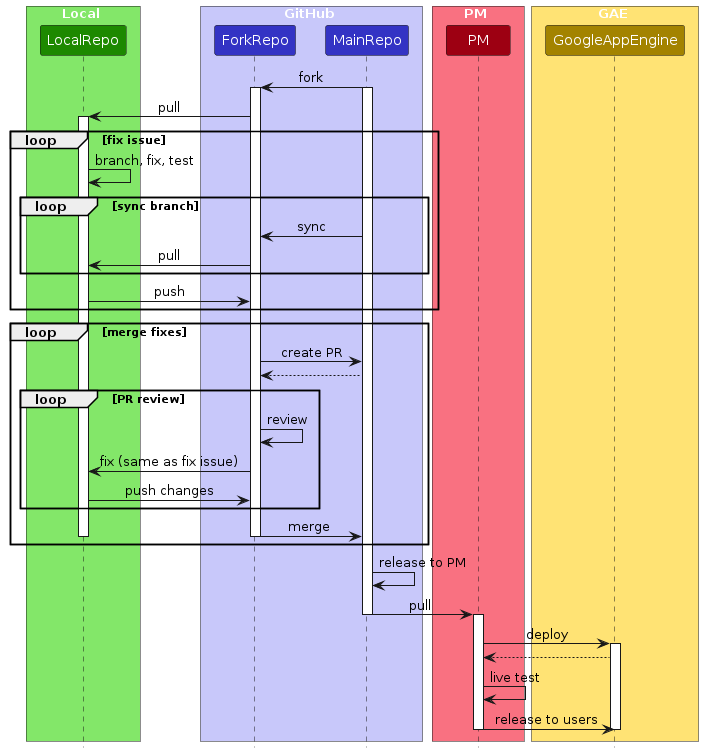 Local GitHub PM GAE
LocalRepo ForkRepo MainRepo PM GoogleAppEngine
fork
pull
loop [fix issue]
branch, fix, test
loop [sync branch]
sync
pull
push
loop [merge fixes]
create PR
loop [PR review]
review
fix (same as fix issue)
push changes
merge
release to PM
pull
deploy
live test
release to users